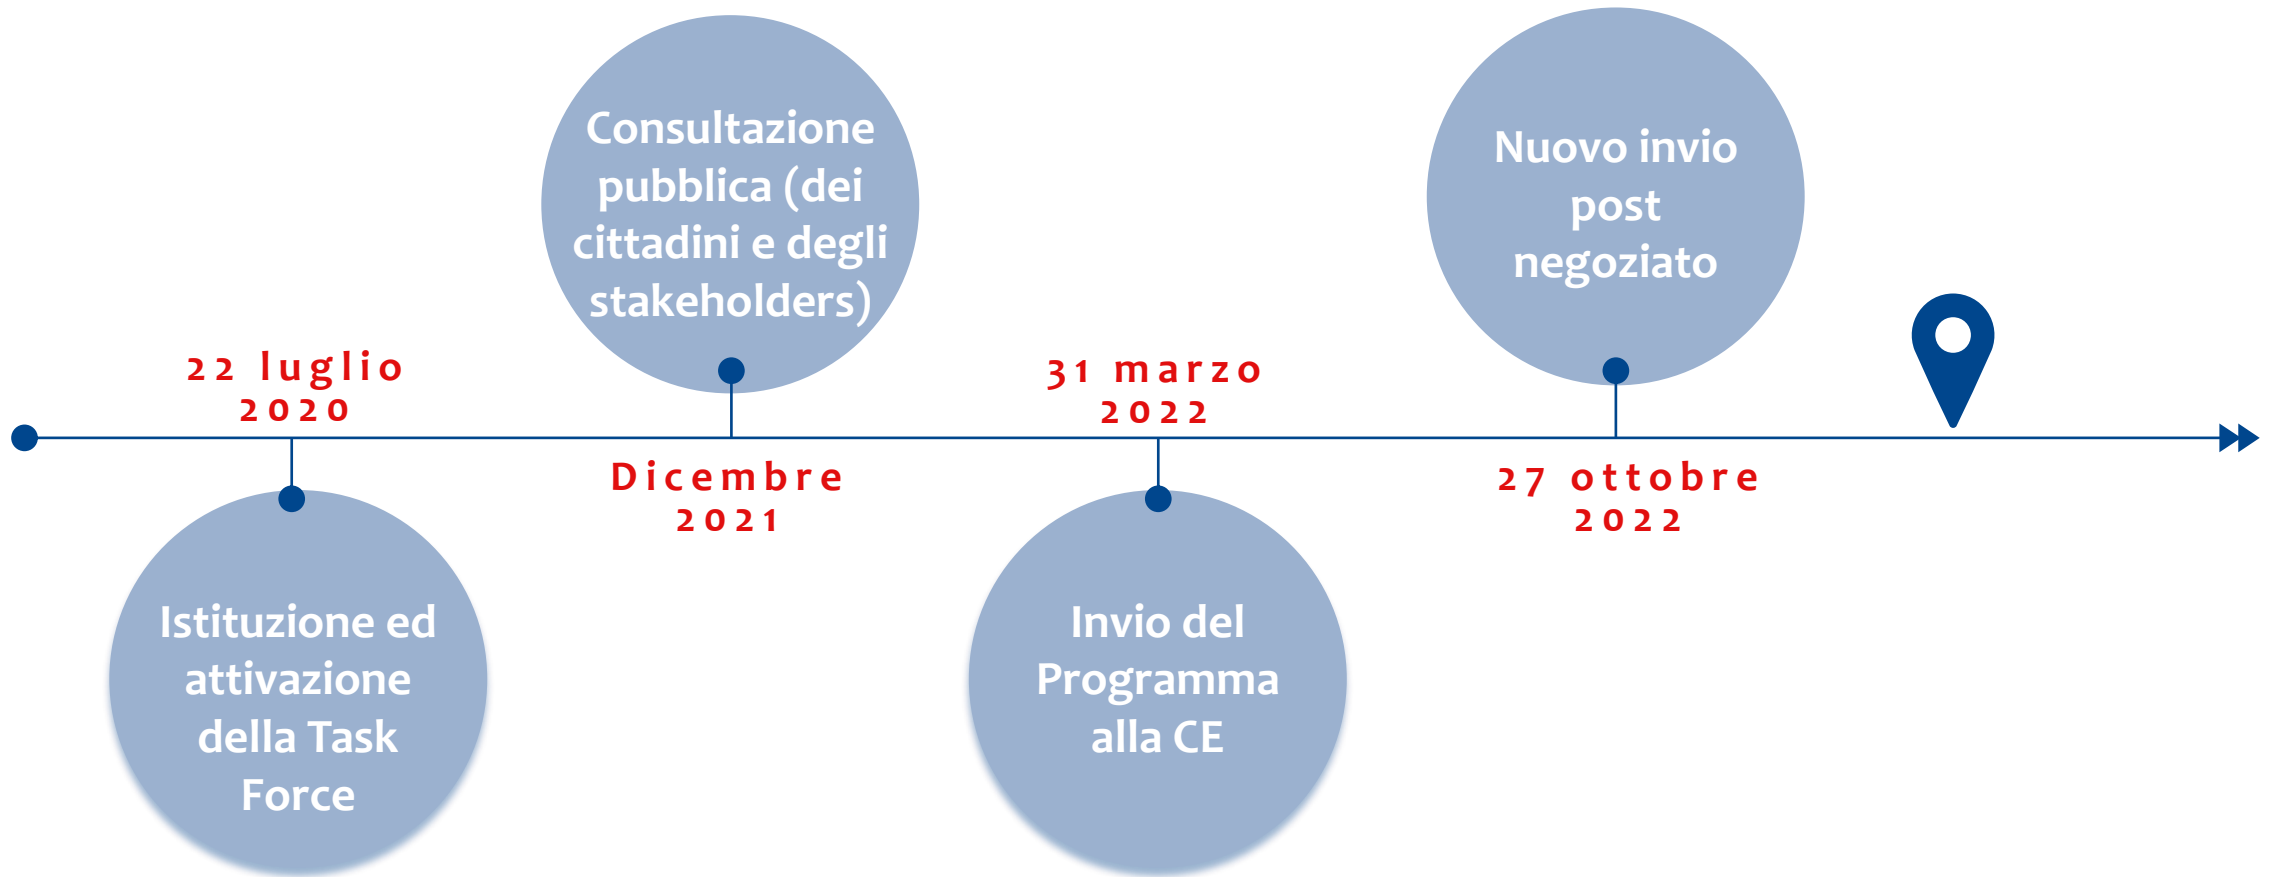 22 luglio
2020
Istituzione ed
attivazione
della Task
Force
Consultazione
pubblica (dei
cittadini e degli
stakeholders)
Dicembre
2021
31 marzo
2022
Invio del
Programma
alla CE
Nuovo invio
post
negoziato
27 ottobre
2022